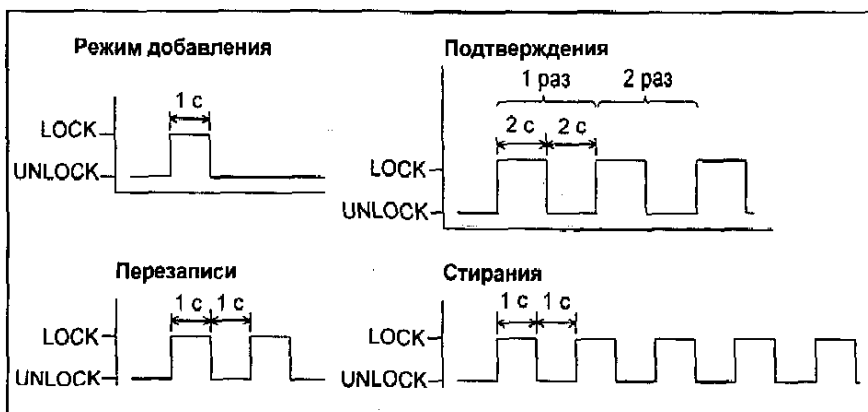 Режим добавления
1 с
LOCK
UNLOCK
Подтверждения
1 раз 2 раз
2 с 2 с
LOCK
UNLOCK
Перезаписи
1 с 1 с
LOCK
UNLOCK
Стирания
1 с 1 с
LOCK
UNLOCK